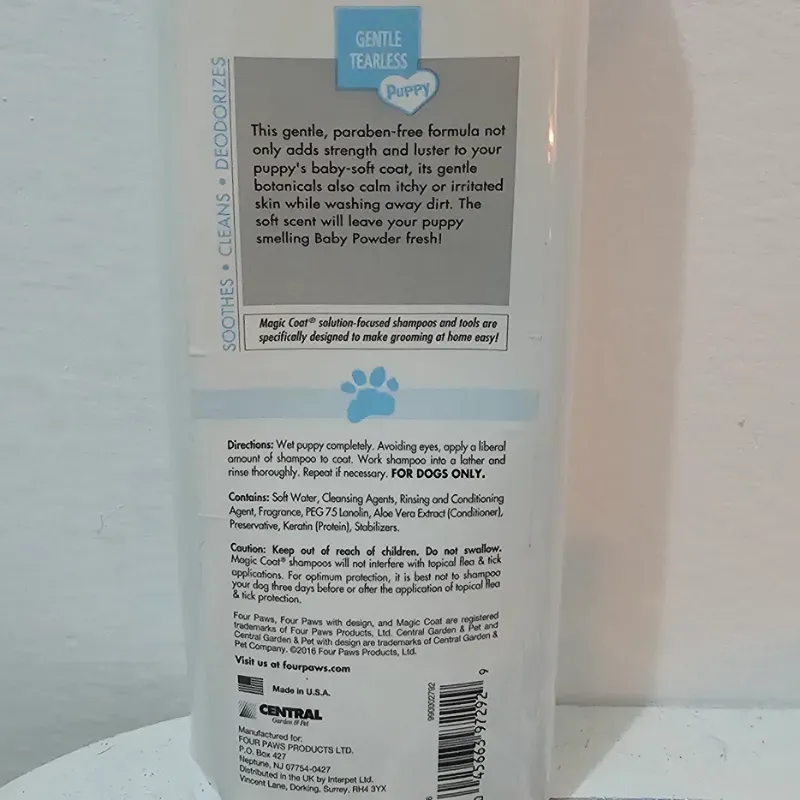 GENTLE
TEARLESS
PUPPY
SOOTHES • CLEANS • DEODORIZES
This gentle, paraben-free formula not
only adds strength and luster to your
puppy's baby-soft coat, its gentle
botanicals also calm itchy or irritated
skin while washing away dirt. The
soft scent will leave your puppy
smelling Baby Powder fresh!
Magic Coat® solution-focused shampoos and tools are
specifically designed to make grooming at home easy!
Directions: Wet puppy completely. Avoiding eyes, apply a liberal
amount of shampoo to coat. Work shampoo into a lather and
rinse thoroughly. Repeat if necessary. FOR DOGS ONLY.
Contains: Soft Water, Cleansing Agents, Rinsing and Conditioning
Agent, Fragrance, PEG 75 Lanolin, Aloe Vera Extract (Conditioner),
Preservative, Keratin (Protein), Stabilizers.
Caution: Keep out of reach of children. Do not swallow.
Magic Coat® shampoos will not interfere with topical flea & tick
applications. For optimum protection, it is best not to shampoo
your dog three days before or after the application of topical flea
& tick protection.
Four Paws, Four Paws with design, and Magic Coat are registered
trademarks of Four Paws Products, Ltd. Central Garden & Pet and
Central Garden & Pet with design are trademarks of Central Garden &
Pet Company. ©2016 Four Paws Products, Ltd.
Visit us at fourpaws.com
Made in U.S.A.
CENTRAL
Garden & Pet
Manufactured for:
FOUR PAWS PRODUCTS LTD.
P.O. Box 427
Neptune, NJ 07754-0427
Distributed in the UK by Interpet Ltd.
Vincent Lane, Dorking, Surrey, RH4 3YX
9900002792
0 45663 97292 9